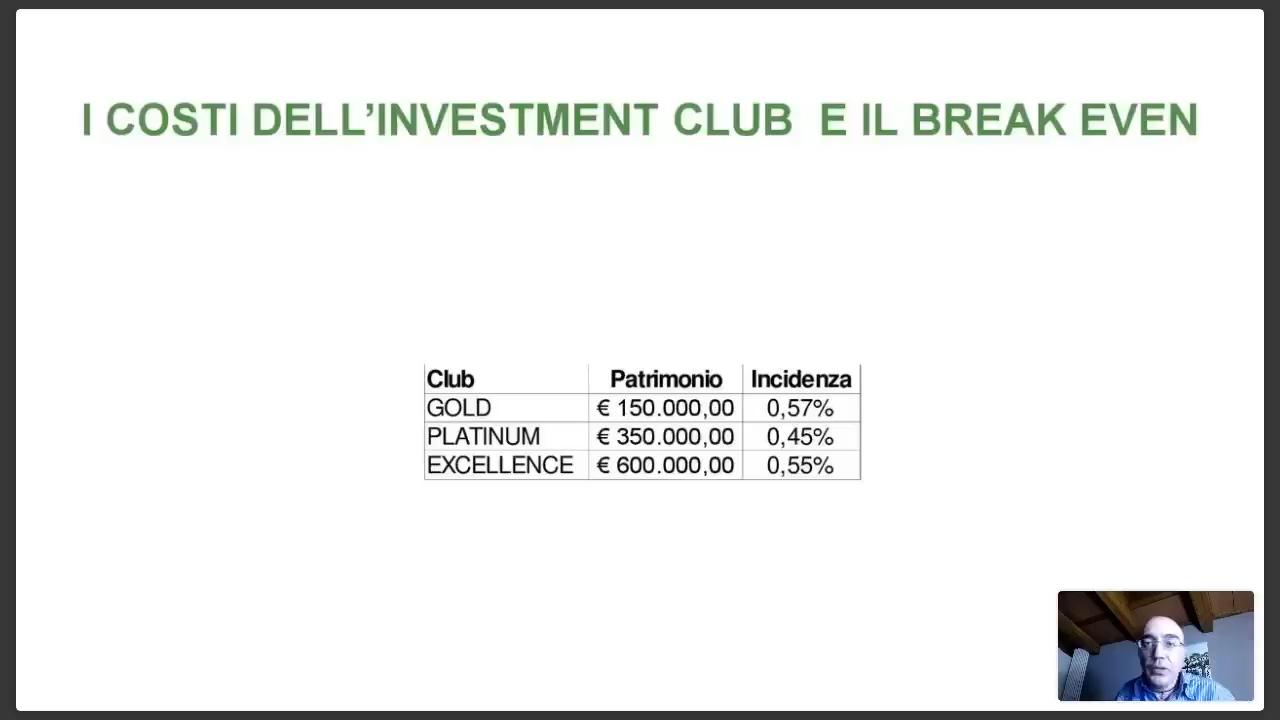 I COSTI DELL’INVESTMENT CLUB E IL BREAK EVEN
Club Patrimonio Incidenza
GOLD € 150.000,00 0,57%
PLATINUM € 350.000,00 0,45%
EXCELLENCE € 600.000,00 0,55%